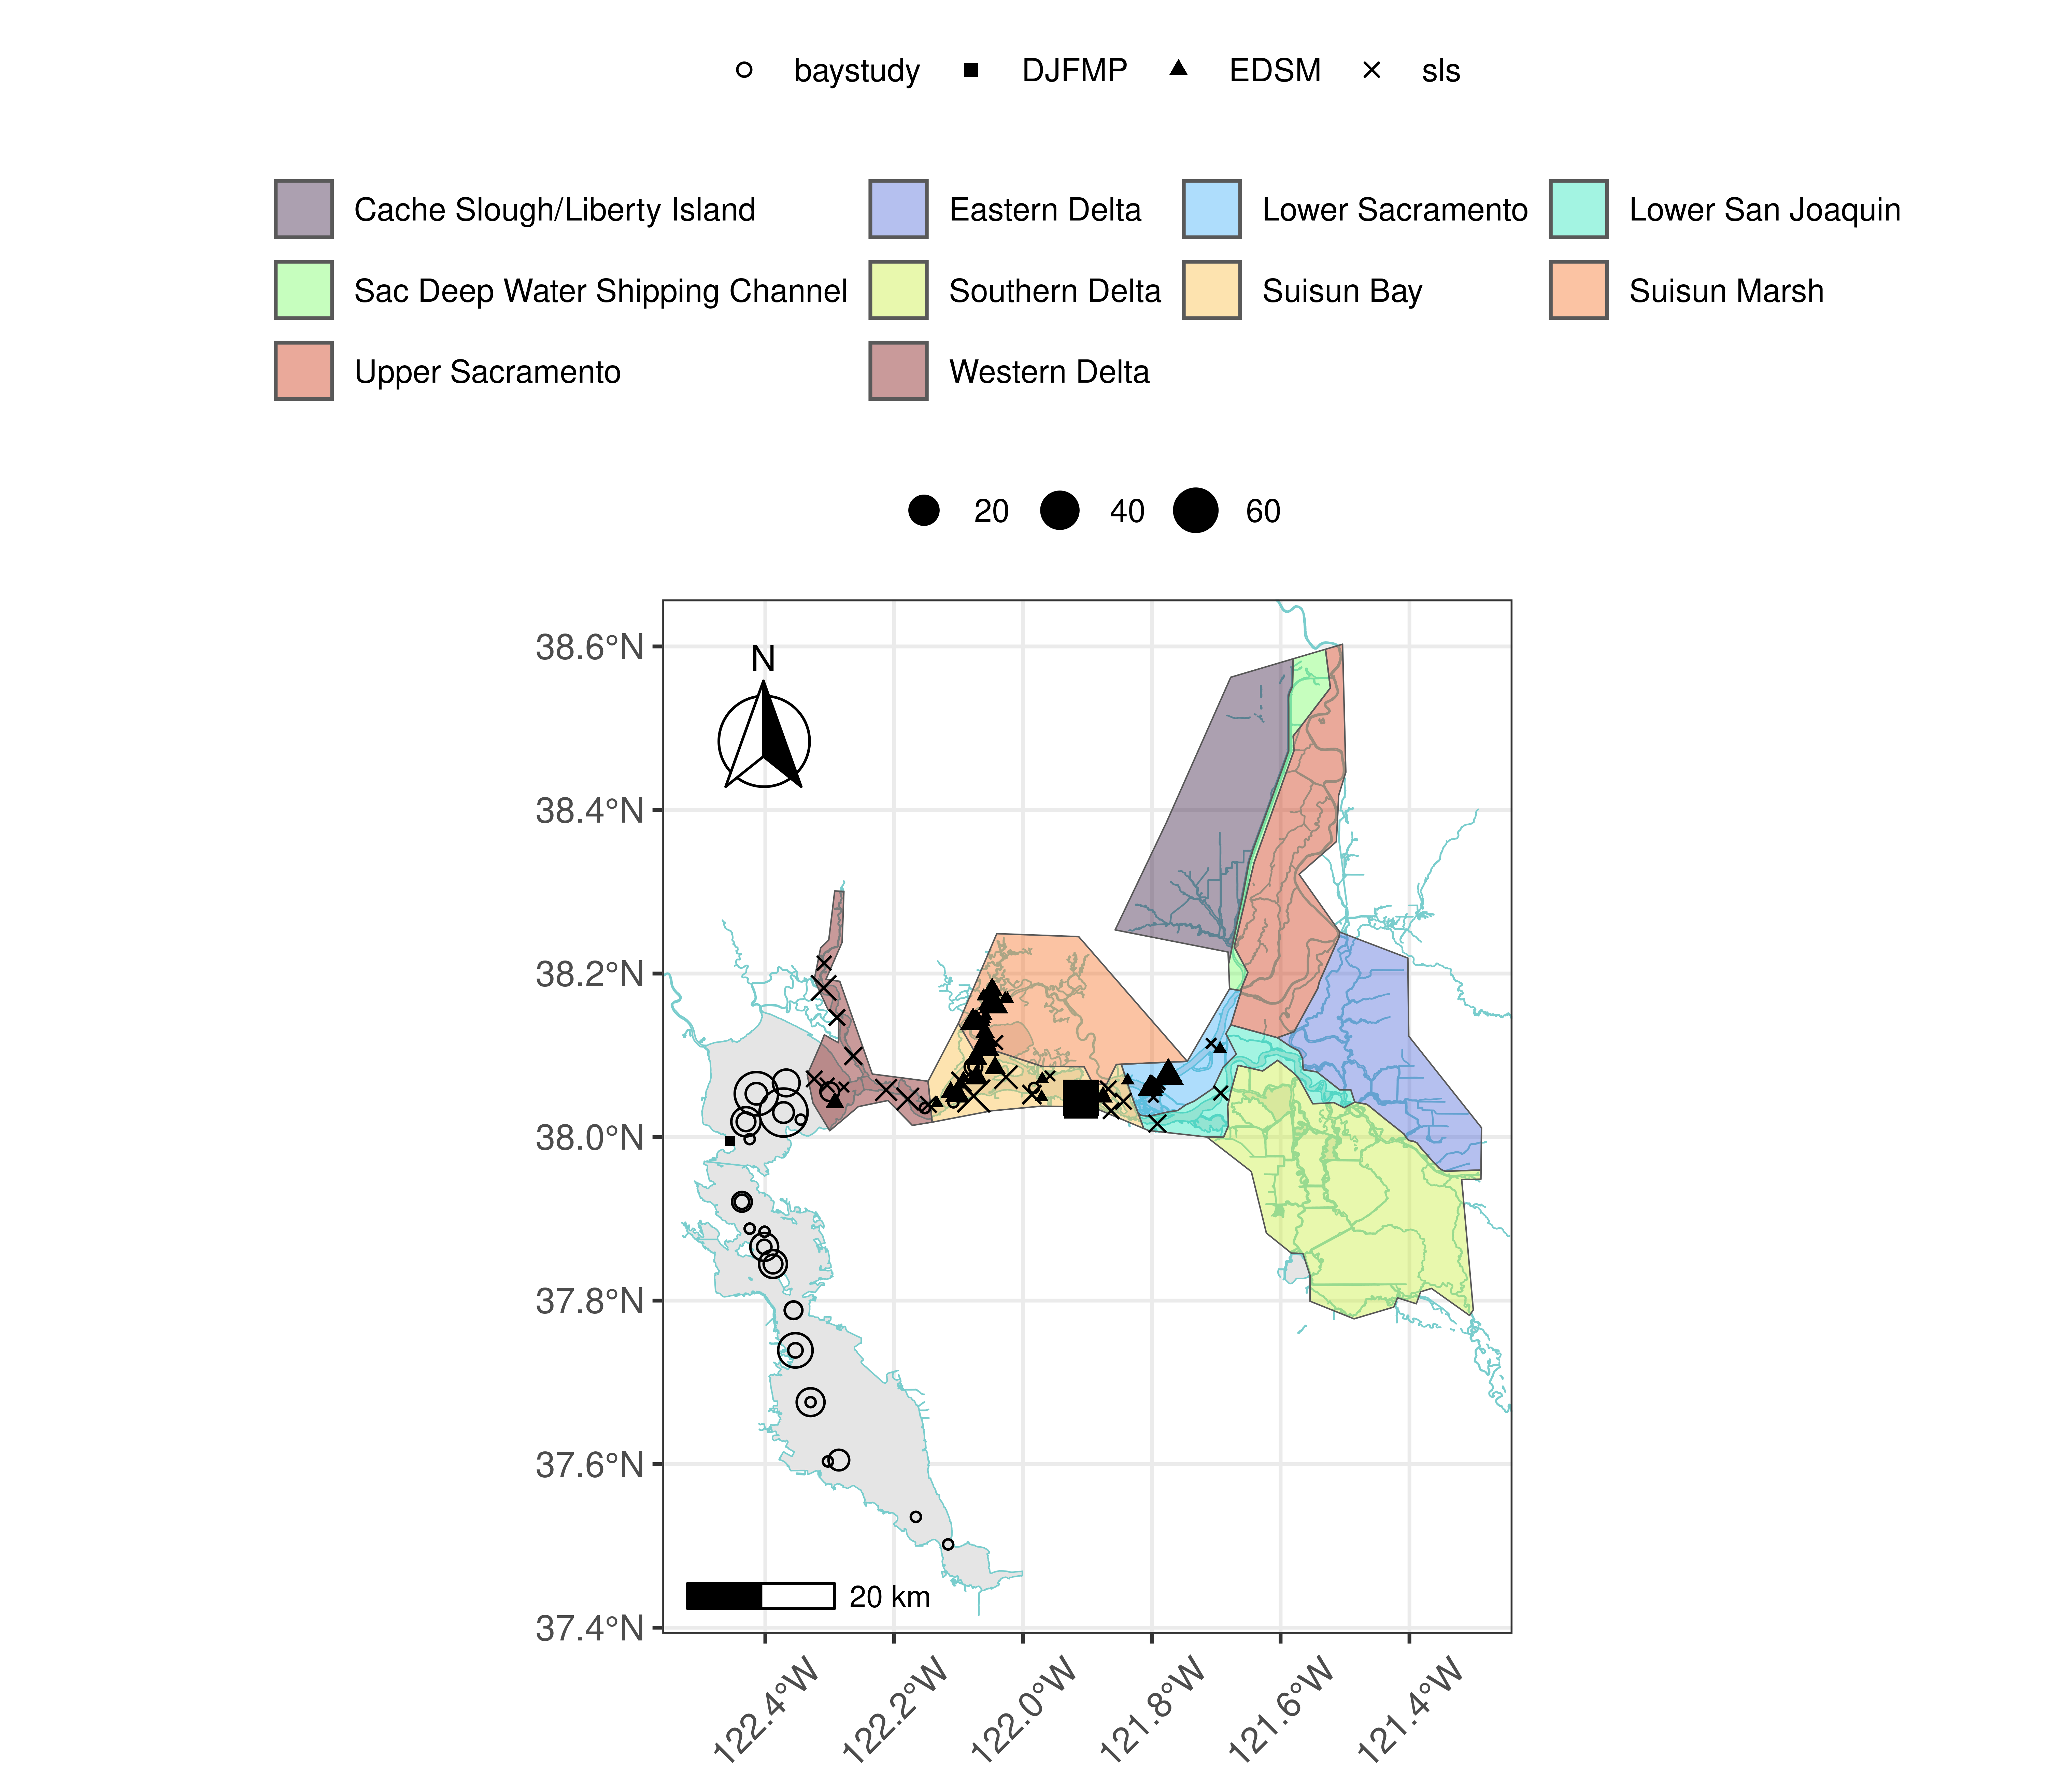 baystudy DJFMP EDSM sls
Cache Slough/Liberty Island Eastern Delta Lower Sacramento Lower San Joaquin
Sac Deep Water Shipping Channel Southern Delta Suisun Bay Suisun Marsh
Upper Sacramento Western Delta
20 40 60
38.6°N
N
38.4°N
38.2°N
38.0°N
37.8°N
37.6°N
20 km
37.4°N
122.4°W 122.2°W 122.0°W 121.8°W 121.6°W 121.4°W